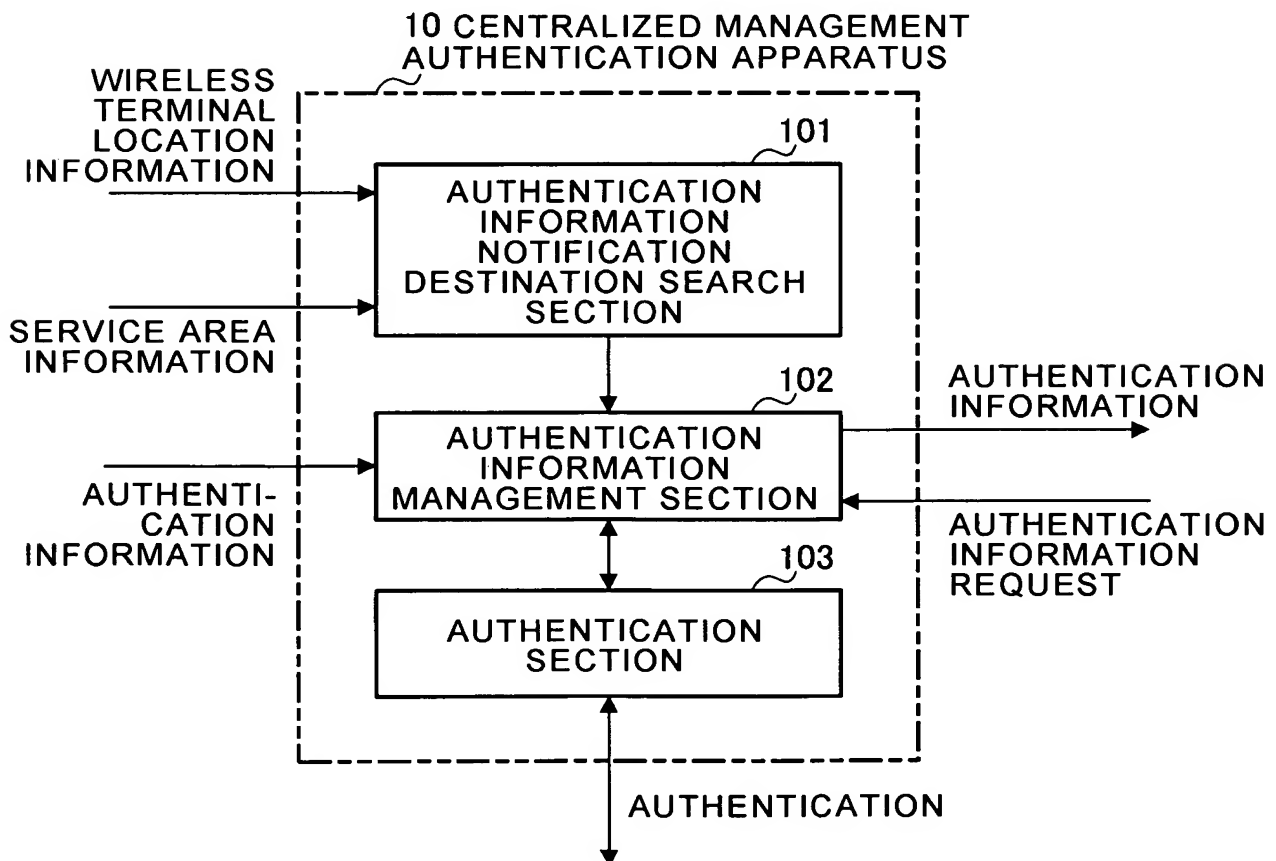 10 CENTRALIZED MANAGEMENT
AUTHENTICATION APPARATUS
WIRELESS
TERMINAL
LOCATION
INFORMATION
101
AUTHENTICATION
INFORMATION
NOTIFICATION
DESTINATION SEARCH
SECTION
SERVICE AREA
INFORMATION
102
AUTHENTICATION
INFORMATION
MANAGEMENT SECTION
AUTHENTICATION
INFORMATION
AUTHENTI-
CATION
INFORMATION
AUTHENTICATION
INFORMATION
REQUEST
103
AUTHENTICATION
SECTION
AUTHENTICATION